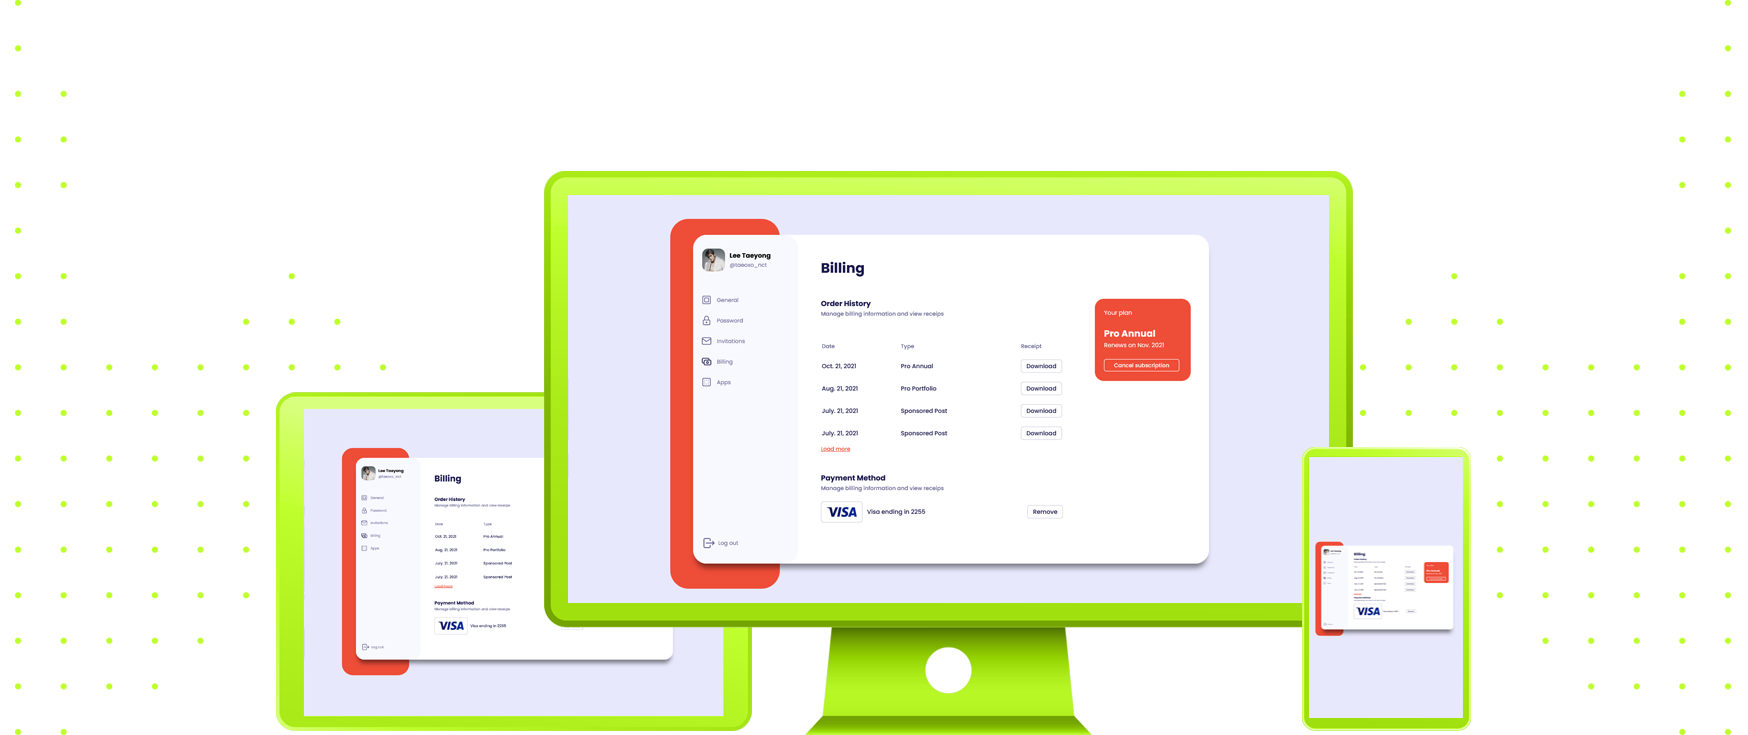 Lee Taeyong
@taeoxo_nct
General
Password
Invitations
Billing
Apps
Log out
Billing
Order History
Manage billing information and view receips
Date Type Receipt
Oct. 21, 2021 Pro Annual Download
Aug. 21, 2021 Pro Portfolio Download
July. 21, 2021 Sponsored Post Download
July. 21, 2021 Sponsored Post Download
Load more
Payment Method
Manage billing information and view receips
VISA Visa ending in 2255 Remove
Your plan
Pro Annual
Renews on Nov. 2021
Cancel subscription
Lee Taeyong
@taeoxo_nct
General
Password
Invitations
Billing
Apps
Log out
Billing
Order History
Manage billing information and view receips
Date Type
Oct. 21, 2021 Pro Annual
Aug. 21, 2021 Pro Portfolio
July. 21, 2021 Sponsored Post
July. 21, 2021 Sponsored Post
Load more
Payment Method
Manage billing information and view receips
VISA Visa ending in 2255
Billing
VISA